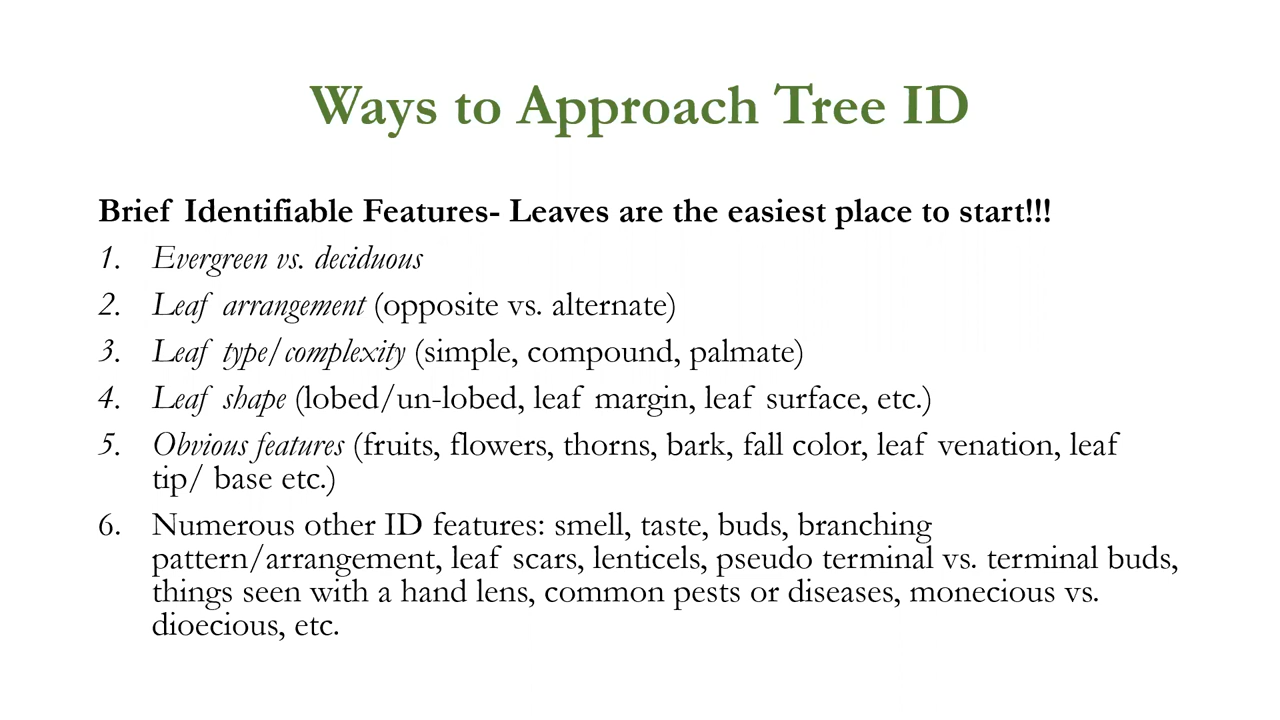 Ways to Approach Tree ID
Brief Identifiable Features- Leaves are the easiest place to start!!!
1. Evergreen vs. deciduous
2. Leaf arrangement (opposite vs. alternate)
3. Leaf type/complexity (simple, compound, palmate)
4. Leaf shape (lobed/un-lobed, leaf margin, leaf surface, etc.)
5. Obvious features (fruits, flowers, thorns, bark, fall color, leaf venation, leaf
tip/ base etc.)
6. Numerous other ID features: smell, taste, buds, branching
pattern/arrangement, leaf scars, lenticels, pseudo terminal vs. terminal buds,
things seen with a hand lens, common pests or diseases, monecious vs.
dioecious, etc.